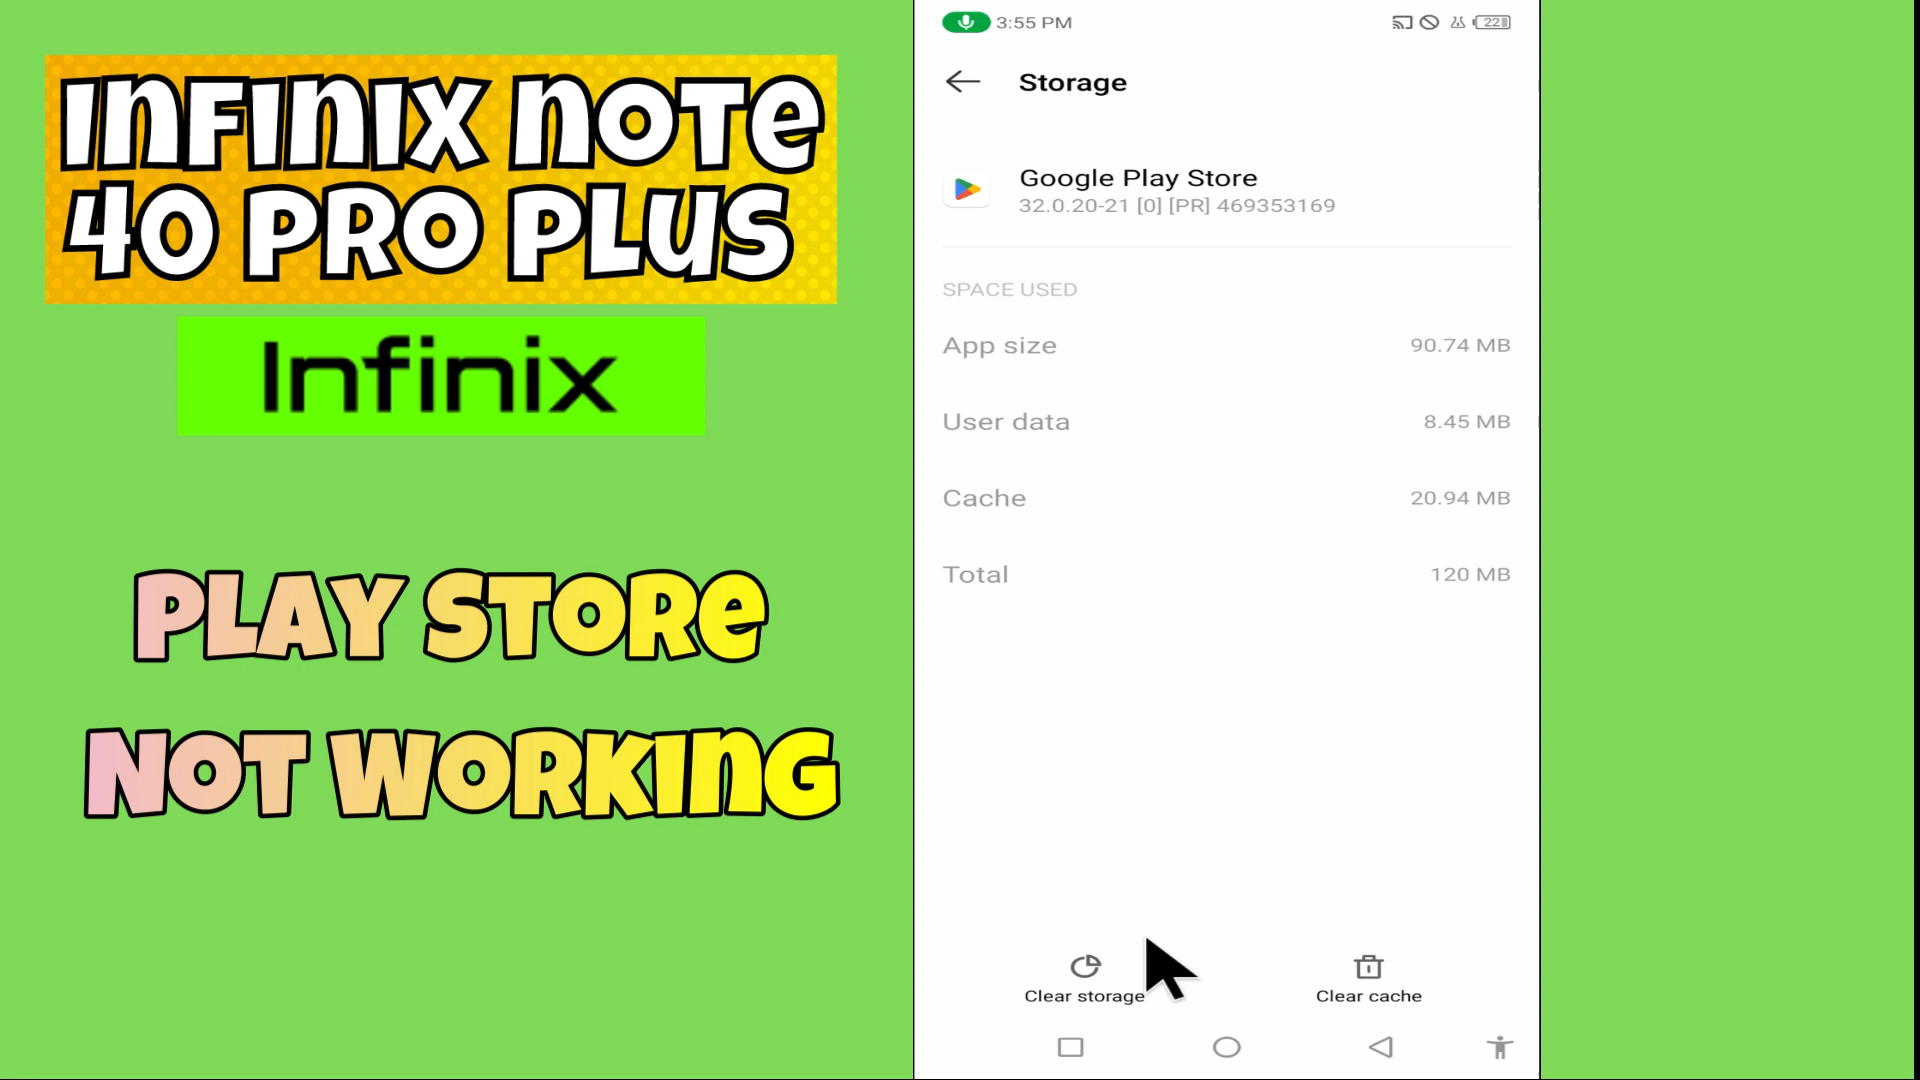 Infinix Note
40 Pro Plus
Infinix
Play Store
Not Working
3:55 PM
22
Storage
Google Play Store
32.0.20-21 [0] [PR] 469353169
SPACE USED
App size 90.74 MB
User data 8.45 MB
Cache 20.94 MB
Total 120 MB
Clear storage Clear cache